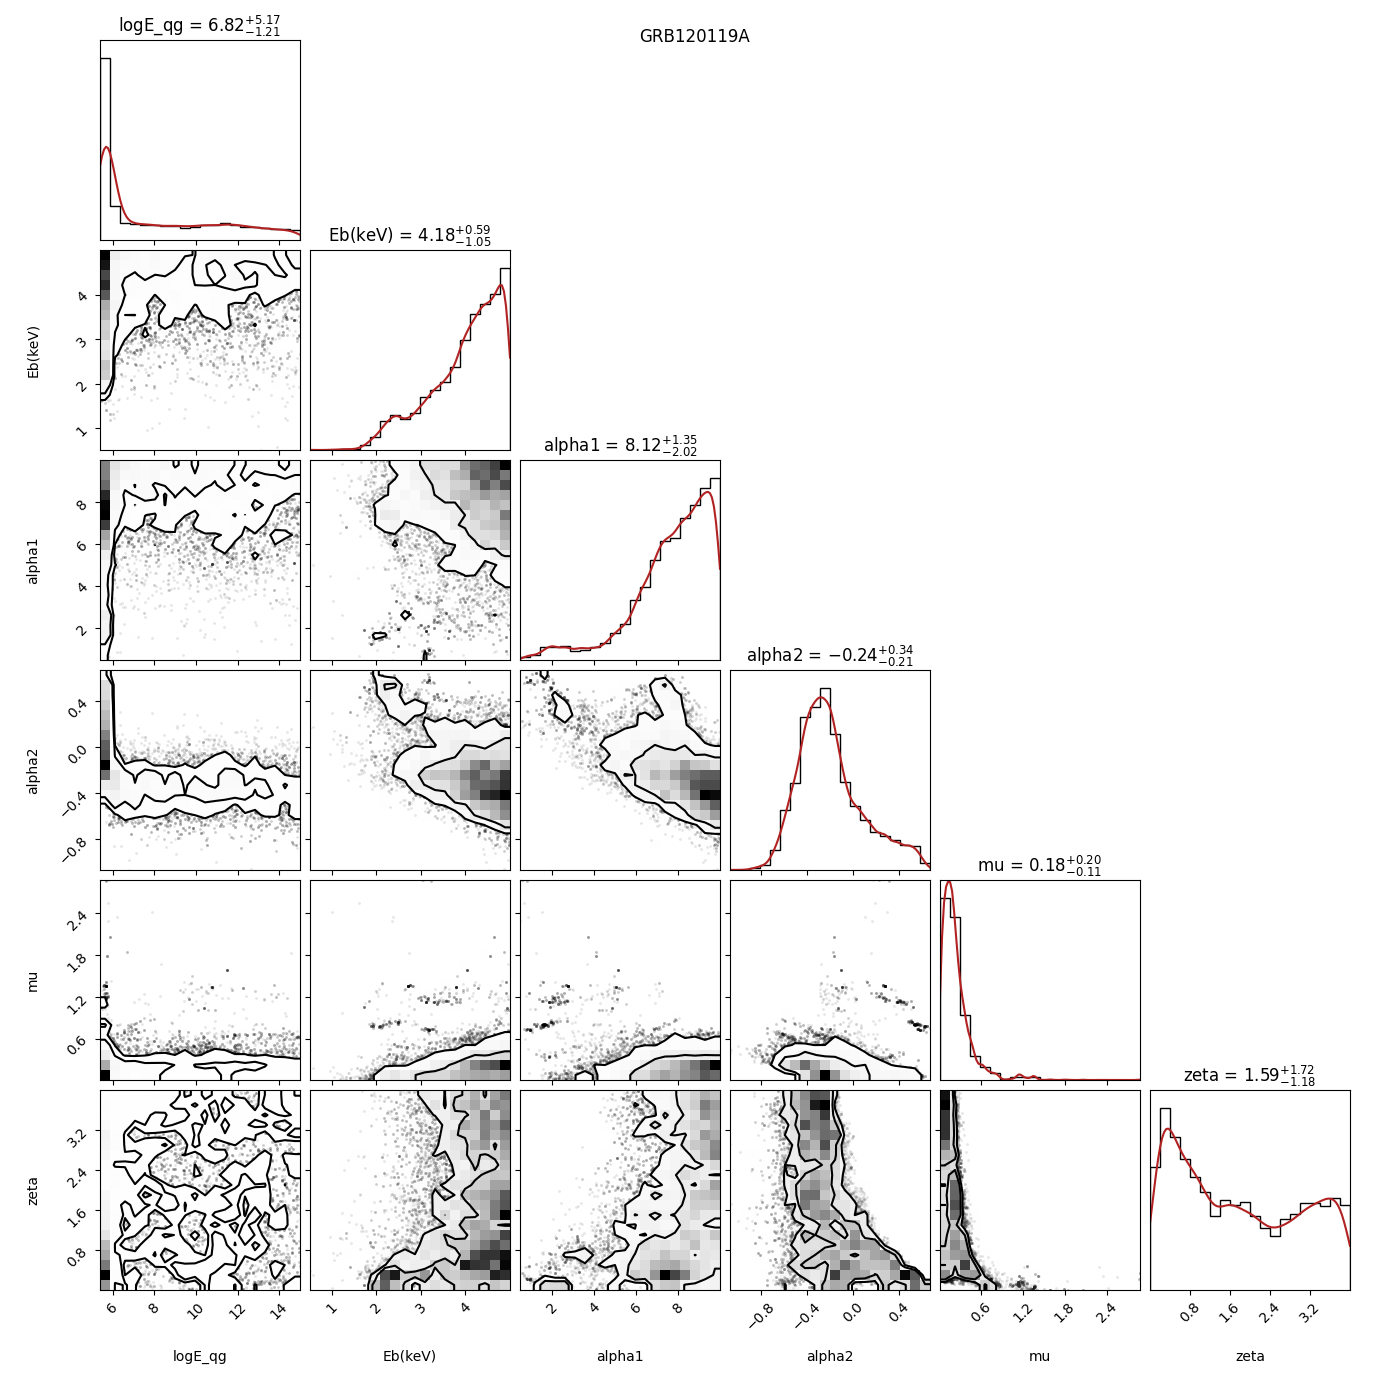 GRB120119A
logE_qg = 6.82+5.17 −1.21
Eb(keV) = 4.18+0.59 −1.05
alpha1 = 8.12+1.35 −2.02
alpha2 = −0.24+0.34 −0.21
mu = 0.18+0.20 −0.11
zeta = 1.59+1.72 −1.18
Eb(keV)
4
3
2
1
alpha1
8
6
4
2
alpha2
0.4
0.0
−0.4
−0.8
mu
2.4
1.8
1.2
0.6
zeta
3.2
2.4
1.6
0.8
6 8 10 12 14
1 2 3 4
2 4 6 8
−0.8 −0.4 0.0 0.4
0.6 1.2 1.8 2.4
0.8 1.6 2.4 3.2
logE_qg Eb(keV) alpha1 alpha2 mu zeta